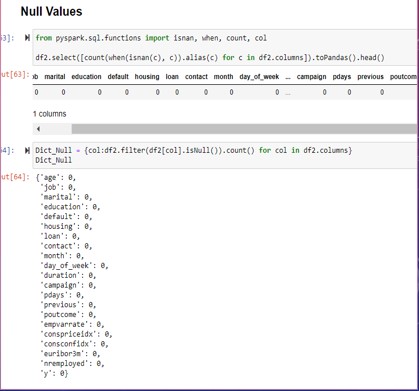 Null Values
53]:
from pyspark.sql.functions import isnan, when, count, col
df2.select([count(when(isnan(c), c)).alias(c) for c in df2.columns]).toPandas().head()
ut[63]:
ob marital education default housing loan contact month day_of_week ... campaign pdays previous poutcom
0 0 0 0 0 0 0 0 0 ... 0 0 0
1 columns
54]:
Dict_Null = {col:df2.filter(df2[col].isNull()).count() for col in df2.columns}
Dict_Null
ut[64]:
{'age': 0,
'job': 0,
'marital': 0,
'education': 0,
'default': 0,
'housing': 0,
'loan': 0,
'contact': 0,
'month': 0,
'day_of_week': 0,
'duration': 0,
'campaign': 0,
'pdays': 0,
'previous': 0,
'poutcome': 0,
'empvarrate': 0,
'conspriceidx': 0,
'consconfidx': 0,
'euribor3m': 0,
'nremployed': 0,
'y': 0}